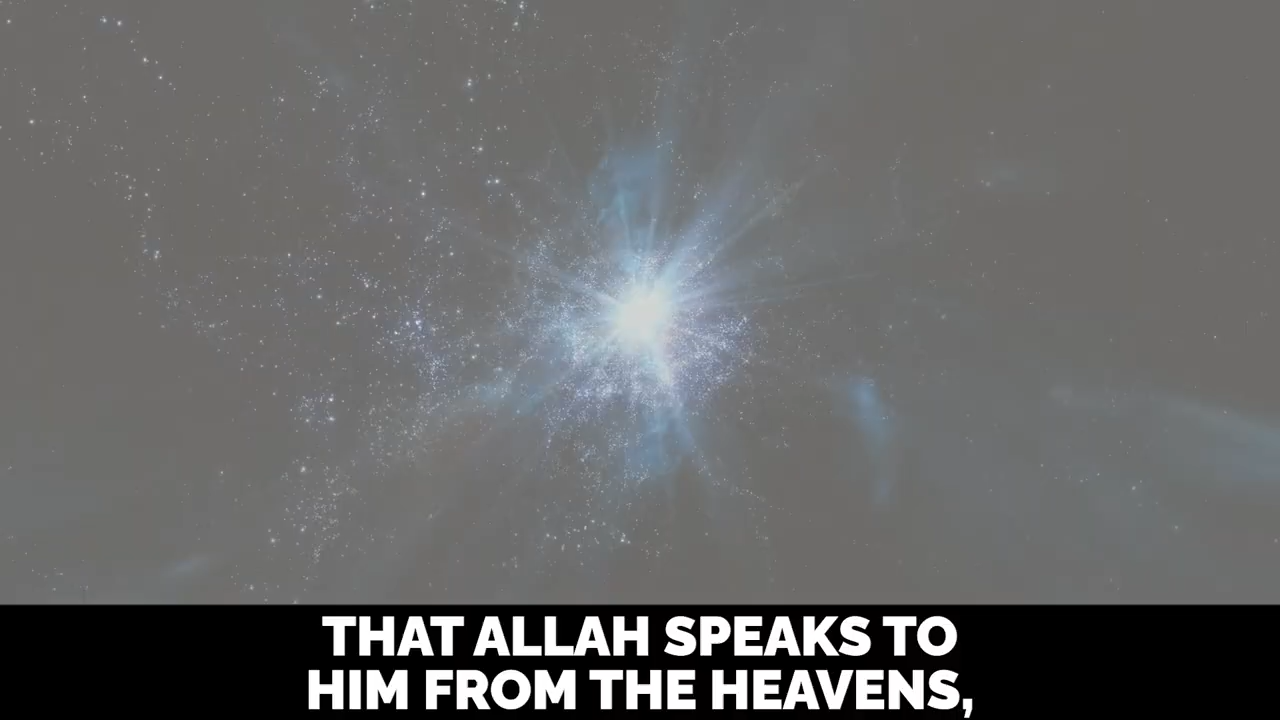 THAT ALLAH SPEAKS TO
HIM FROM THE HEAVENS,